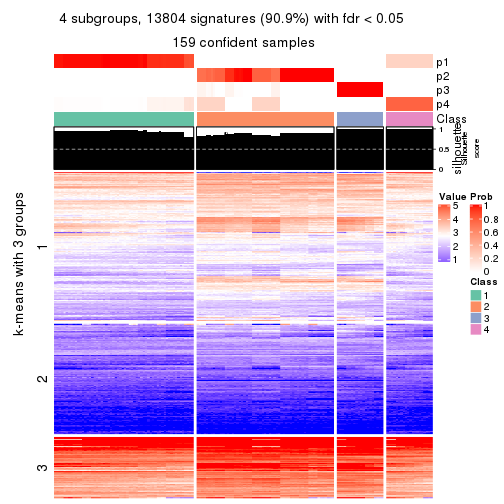 4 subgroups, 13804 signatures (90.9%) with fdr < 0.05
159 confident samples
p1
p2
p3
p4
Class
silhouette
Silhouette
score
1
0.5
0
k-means with 3 groups
1
2
3
Value
5
4
3
2
1
Prob
1
0.8
0.6
0.4
0.2
0
Class
1
2
3
4